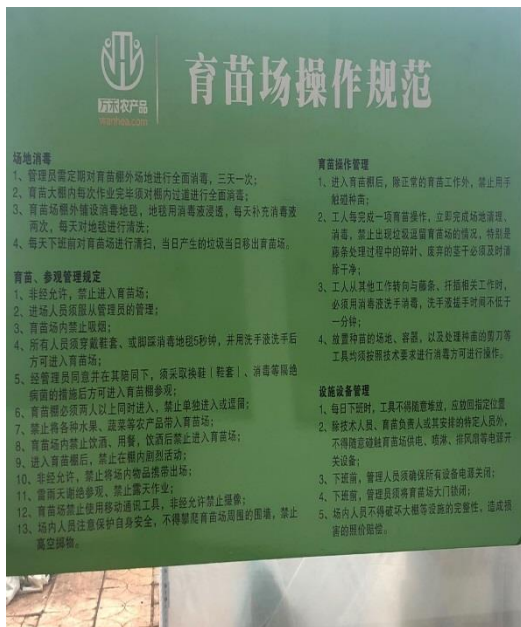 万禾农产品
育苗场操作规范
场地消毒
1、管理员需定期对育苗棚外场地进行全面消毒，三天一次；
2、育苗大棚内每次作业完毕须对棚内过道进行全面消毒；
3、育苗场棚外铺设消毒地毯，地毯用消毒液浸透，每天补充消毒液
两次，每天对地毯进行清洗；
4、每天下班前对育苗场进行清扫，当日产生的垃圾当日移出育苗场。
育苗、参观管理规定
1、非经允许，禁止进入育苗场；
2、进场人员须服从管理员的管理；
3、育苗场内禁止吸烟；
4、所有人员须穿戴鞋套、或脚踩消毒地毯5秒钟，并用洗手液洗手后
方可进入育苗场；
5、经管理员同意并在其陪同下，须采取换鞋｜鞋套｜、消毒等隔绝
病菌的措施后方可进入育苗棚参观；
6、育苗棚必须两人以上同时进入，禁止单独进入或逗留；
7、禁止将各种水果、蔬菜等农产品带入育苗场；
8、育苗场内禁止饮酒、用餐，饮酒后禁止进入育苗场；
9、进入育苗棚后，禁止在棚内剧烈活动；
10、非经允许，禁止将场内物品携带出场；
11、雷雨天谢绝参观、禁止露天作业；
12、育苗场禁止使用移动通讯工具，非经允许禁止摄像；
13、场内人员注意保护自身安全，不得攀爬育苗场周围的围墙，禁止
高空掷物。
育苗操作管理
1、进入育苗棚后，除正常的育苗工作外，禁止用手
触碰种苗；
2、工人每完成一项育苗操作，立即完成场地清理、
消毒，禁止出现垃圾逗留育苗场的情况，特别是
藤条处理过程中的碎叶、废弃的茎干必须及时清
除干净；
3、工人从其他工作转向与藤条、扦插相关工作时，
必须用消毒液洗手消毒，洗手液搓手时间不低于
一分钟；
4、放置种苗的场地、容器，以及处理种苗的剪刀等
工具均须按照技术要求进行消毒方可进行操作。
设施设备管理
1、每日下班时，工具不得随意堆放，应放回指定位置
2、除技术人员、育苗负责人或其安排的特定人员外，
不得随意碰触育苗场供电、喷淋、排风扇等电源开
关设备；
3、下班前，管理人员须确保所有设备电源关闭；
4、下班前，管理员须将育苗场大门锁闭；
5、场内人员不得破坏大棚等设施的完整性，造成损
害的照价赔偿。